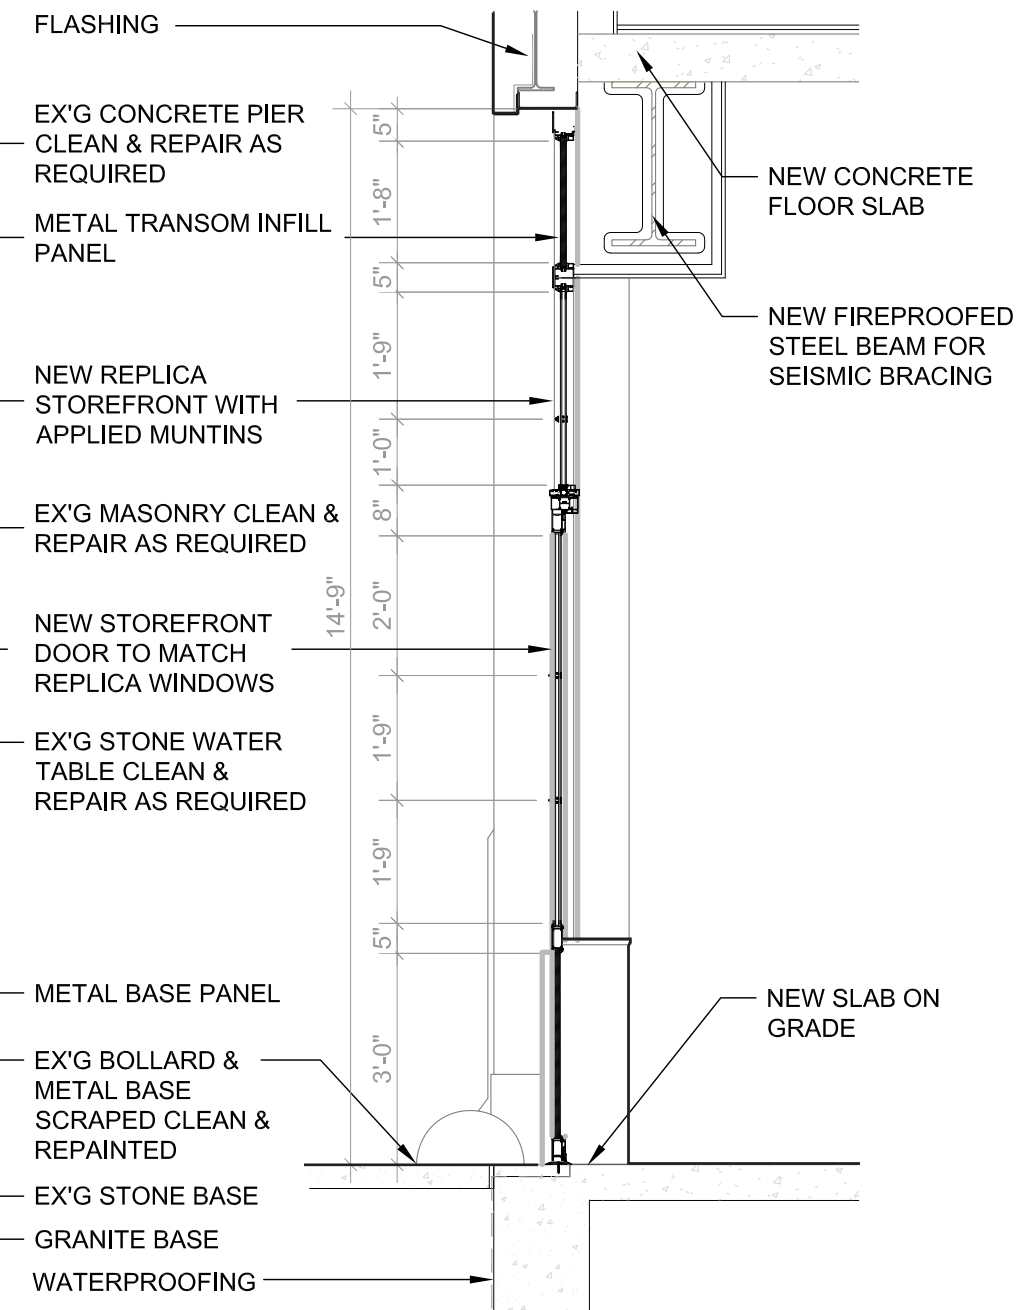 FLASHING
EX'G CONCRETE PIER
CLEAN & REPAIR AS
REQUIRED
METAL TRANSOM INFILL
PANEL
NEW REPLICA
STOREFRONT WITH
APPLIED MUNTINS
EX'G MASONRY CLEAN &
REPAIR AS REQUIRED
NEW STOREFRONT
DOOR TO MATCH
REPLICA WINDOWS
EX'G STONE WATER
TABLE CLEAN &
REPAIR AS REQUIRED
METAL BASE PANEL
EX'G BOLLARD &
METAL BASE
SCRAPED CLEAN &
REPAINTED
EX'G STONE BASE
GRANITE BASE
WATERPROOFING
14'-9"
5"
1'-8"
5"
1'-9"
1'-0"
8"
2'-0"
1'-9"
1'-9"
5"
3'-0"
NEW CONCRETE
FLOOR SLAB
NEW FIREPROOFED
STEEL BEAM FOR
SEISMIC BRACING
NEW SLAB ON
GRADE